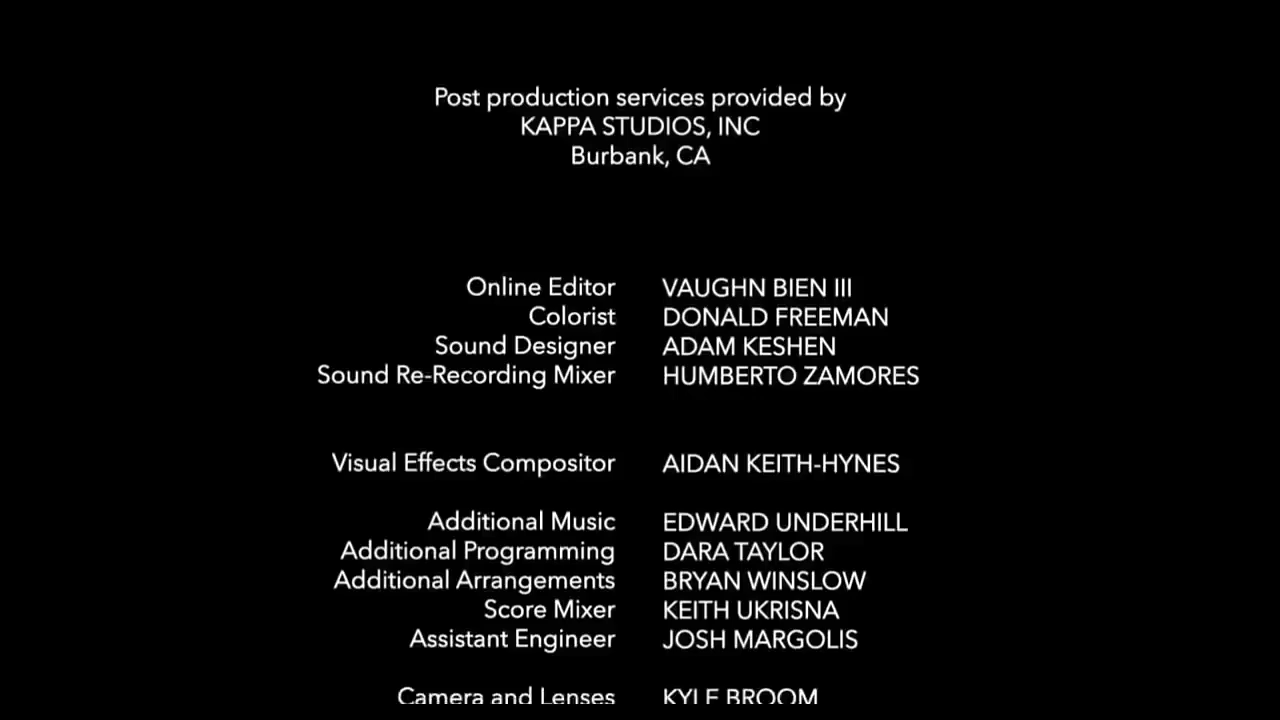 Post production services provided by
KAPPA STUDIOS, INC
Burbank, CA
Online Editor VAUGHN BIEN III
Colorist DONALD FREEMAN
Sound Designer ADAM KESHEN
Sound Re-Recording Mixer HUMBERTO ZAMORES
Visual Effects Compositor AIDAN KEITH-HYNES
Additional Music EDWARD UNDERHILL
Additional Programming DARA TAYLOR
Additional Arrangements BRYAN WINSLOW
Score Mixer KEITH UKRISNA
Assistant Engineer JOSH MARGOLIS
Camera and Lenses KYLE BROOM